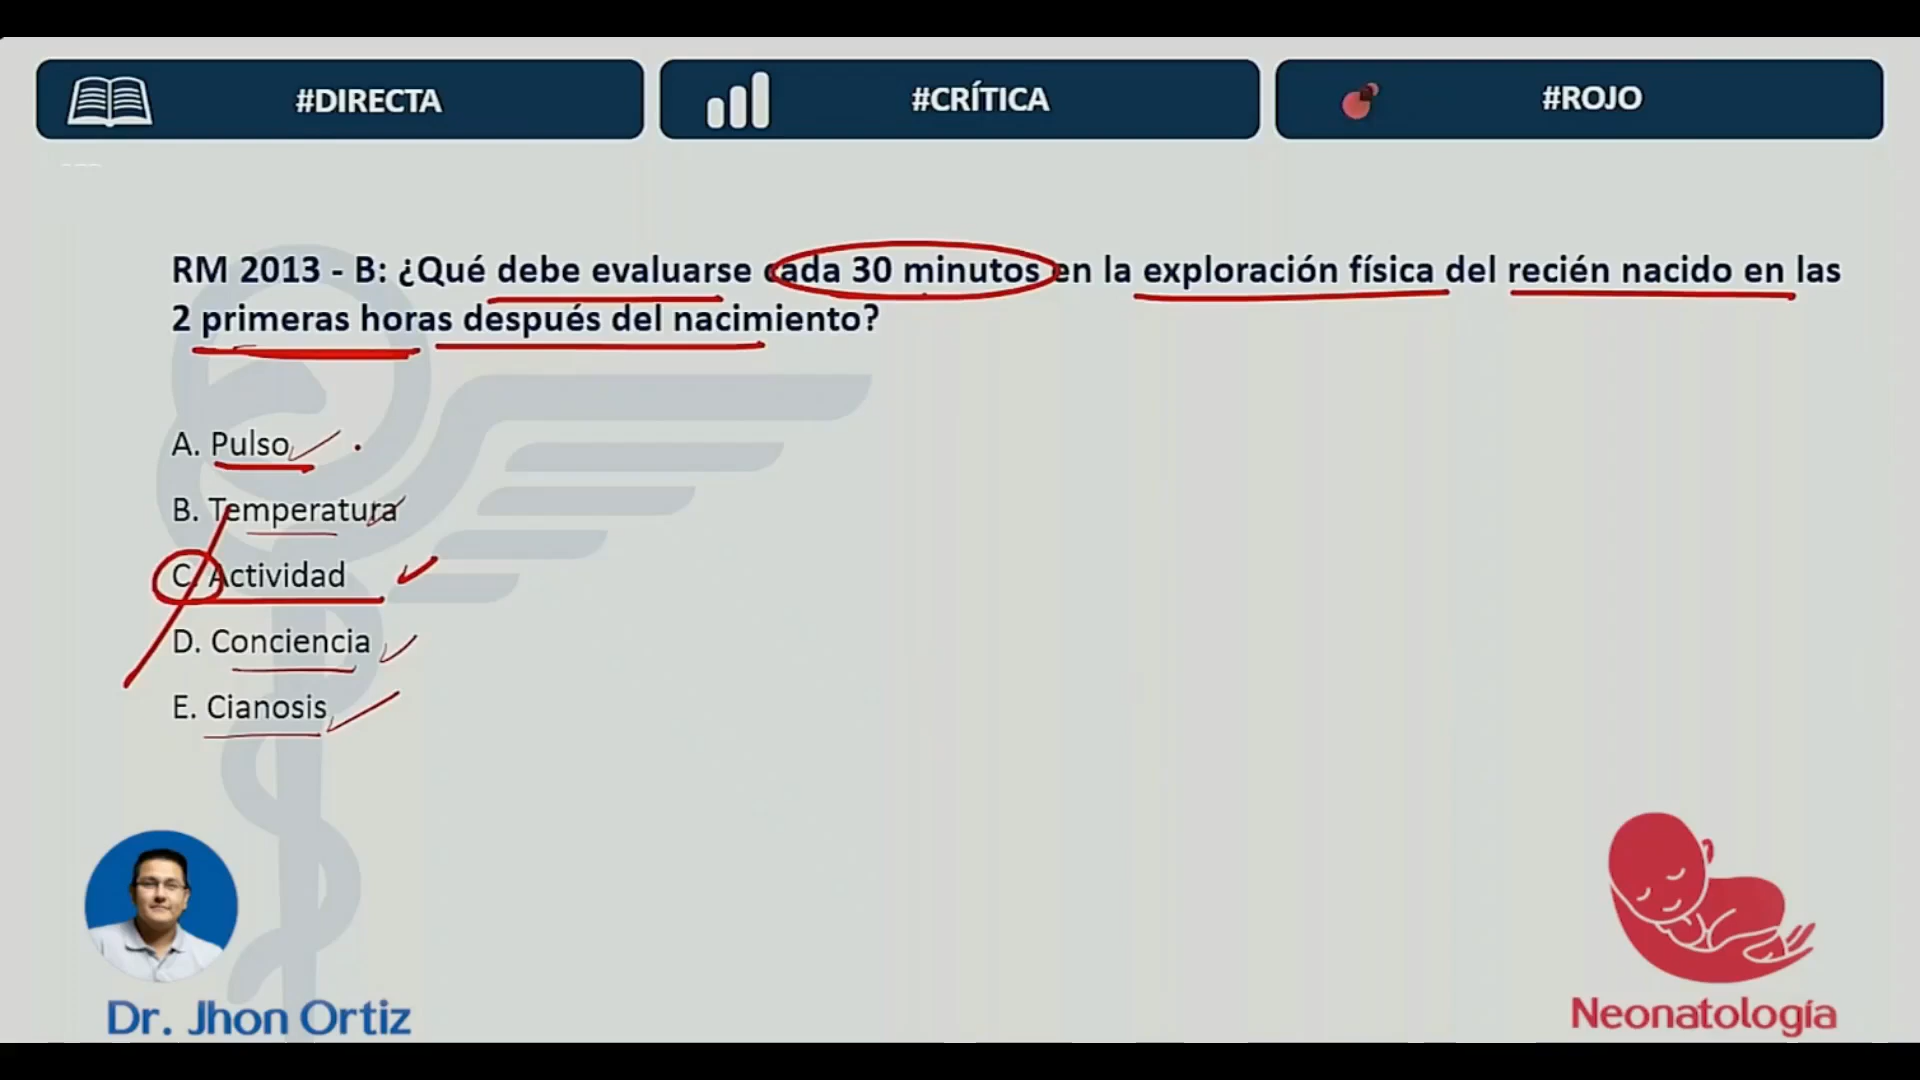 #DIRECTA
#CRÍTICA
#ROJO
RM 2013 - B: ¿Qué debe evaluarse cada 30 minutos en la exploración física del recién nacido en las
2 primeras horas después del nacimiento?
A. Pulso
B. Temperatura
C. Actividad
D. Conciencia
E. Cianosis
Dr. Jhon Ortiz
Neonatología